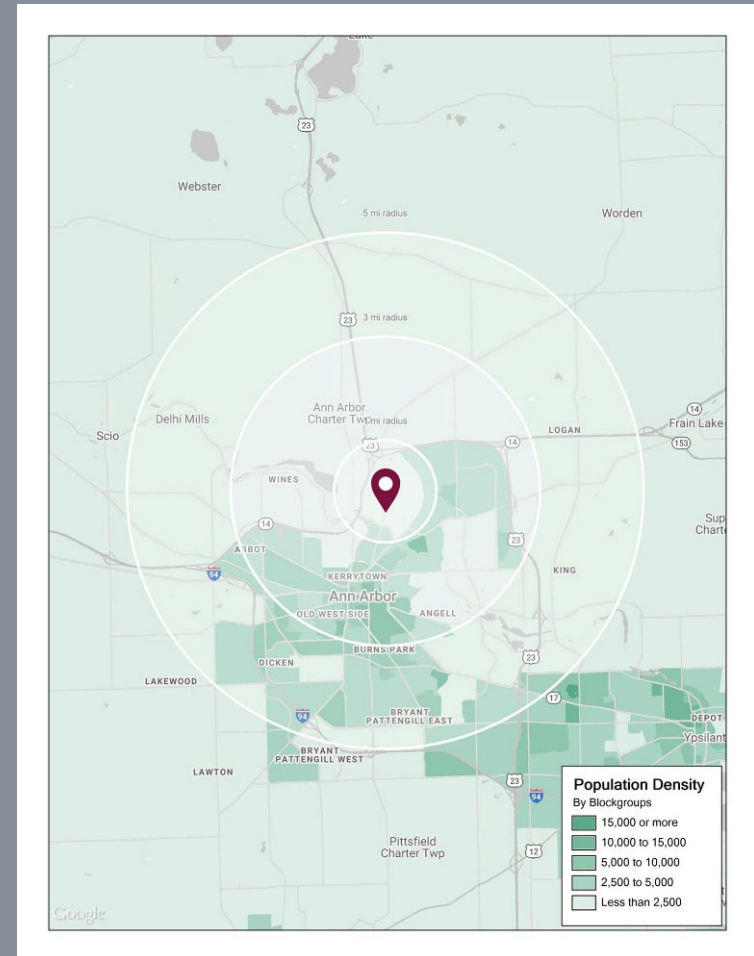 Lake
23
Webster
5 mi radius
Worden
23
3 mi radius
Ann Arbor
Charter Twp
mi radius
Delhi Mills
14
Frain Lake
Scio
LOGAN
23
14
153
WINES
Sup
Charte
14
23
ABBOT
94
KERRYTOWN
KING
Ann Arbor
OLD WEST SIDE
ANGELL
BURNS PARK
23
DICKEN
LAKEWOOD
17
94
BRYANT
PATTENGILL EAST
DEPOT
Ypsilant
BRYANT
PATTENGILL WEST
LAWTON
23
94
Pittsfield
Charter Twp
12
Population Density
By Blockgroups
15,000 or more
10,000 to 15,000
5,000 to 10,000
2,500 to 5,000
Less than 2,500
Google